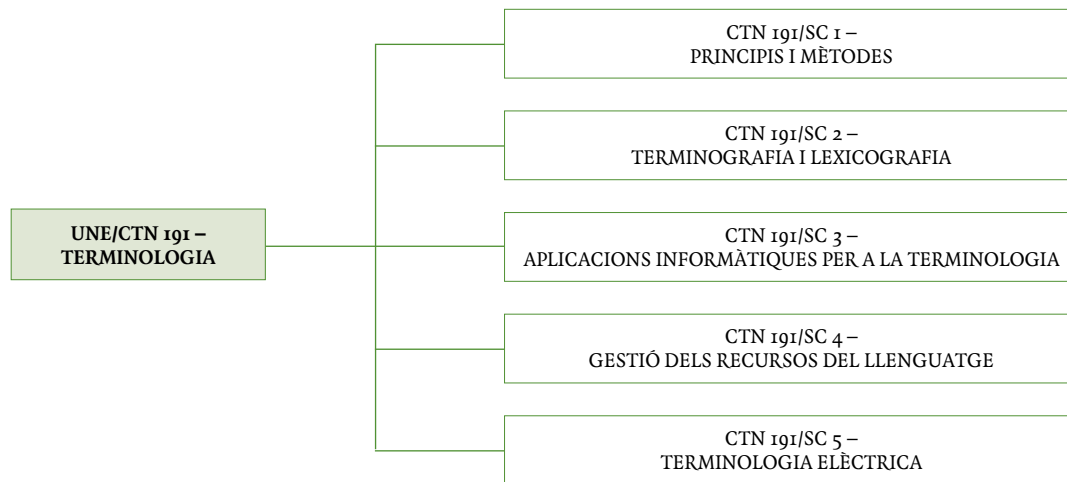 CTN 191/SC 1 –
PRINCIPIS I MÈTODES
CTN 191/SC 2 –
TERMINOGRAFIA I LEXICOGRAFIA
UNE/CTN 191 –
TERMINOLOGIA
CTN 191/SC 3 –
APLICACIONS INFORMÀTIQUES PER A LA TERMINOLOGIA
CTN 191/SC 4 –
GESTIÓ DELS RECURSOS DEL LLENGUATGE
CTN 191/SC 5 –
TERMINOLOGIA ELÈCTRICA